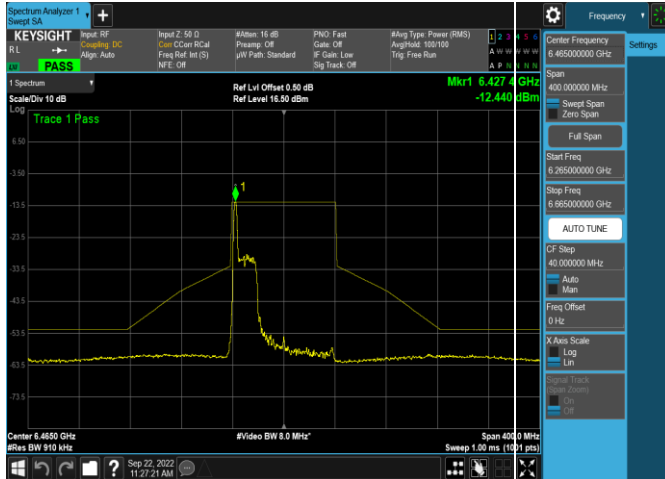 Spectrum Analyzer 1
Swept SA
Frequency
KEYSIGHT
Input: RF
Input Z: 50 Ω
#Atten: 16 dB
PNO: Fast
#Avg Type: Power (RMS)
1 2 3 4 5 6
RL
Coupling: DC
Corr CCorr RCal
Preamp: Off
Gate: Off
Avg|Hold: 100/100
A W W W W W
Align: Auto
Freq Ref: Int (S)
µW Path: Standard
IF Gain: Low
Trig: Free Run
PASS
NFE: Off
Sig Track: Off
A P N N N N
1 Spectrum
Ref Lvl Offset 0.50 dB
Mkr1 6.427 4 GHz
Scale/Div 10 dB
Ref Level 16.50 dBm
-12.440 dBm
Log
Trace 1 Pass
6.50
-3.50
-13.5
-23.5
-33.5
-43.5
-53.5
-63.5
-73.5
1
Center 6.4650 GHz
#Video BW 8.0 MHz*
Span 400.0 MHz
#Res BW 910 kHz
Sweep 1.00 ms (1001 pts)
Sep 22, 2022
11:27:21 AM
Center Frequency
6.465000000 GHz
Settings
Span
400.000000 MHz
Swept Span
Zero Span
Full Span
Start Freq
6.265000000 GHz
Stop Freq
6.665000000 GHz
AUTO TUNE
CF Step
40.000000 MHz
Auto
Man
Freq Offset
0 Hz
X Axis Scale
Log
Lin
Signal Track
(Span Zoom)
On
Off